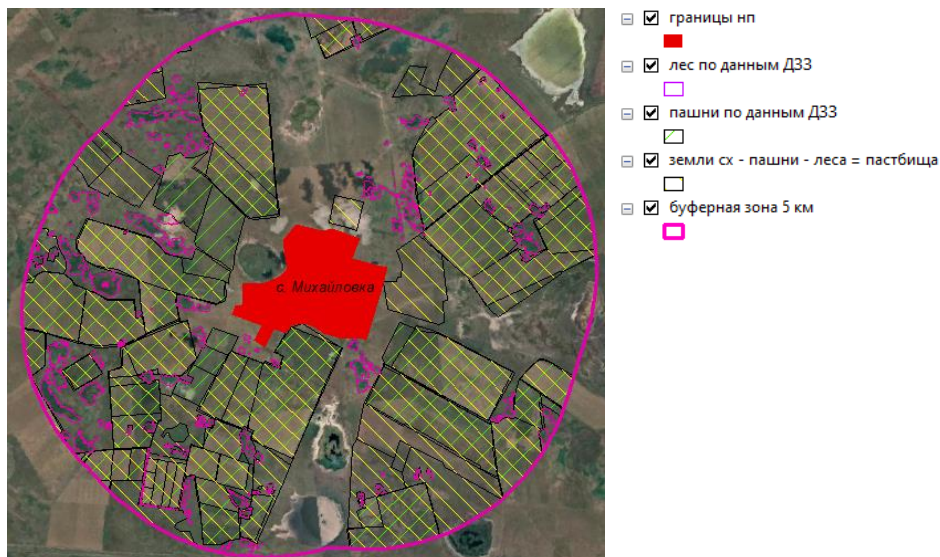 границы нп
лес по данным ДЗЗ
пашни по данным ДЗЗ
земли сх - пашни - леса = пастбища
буферная зона 5 км
с. Михайловка